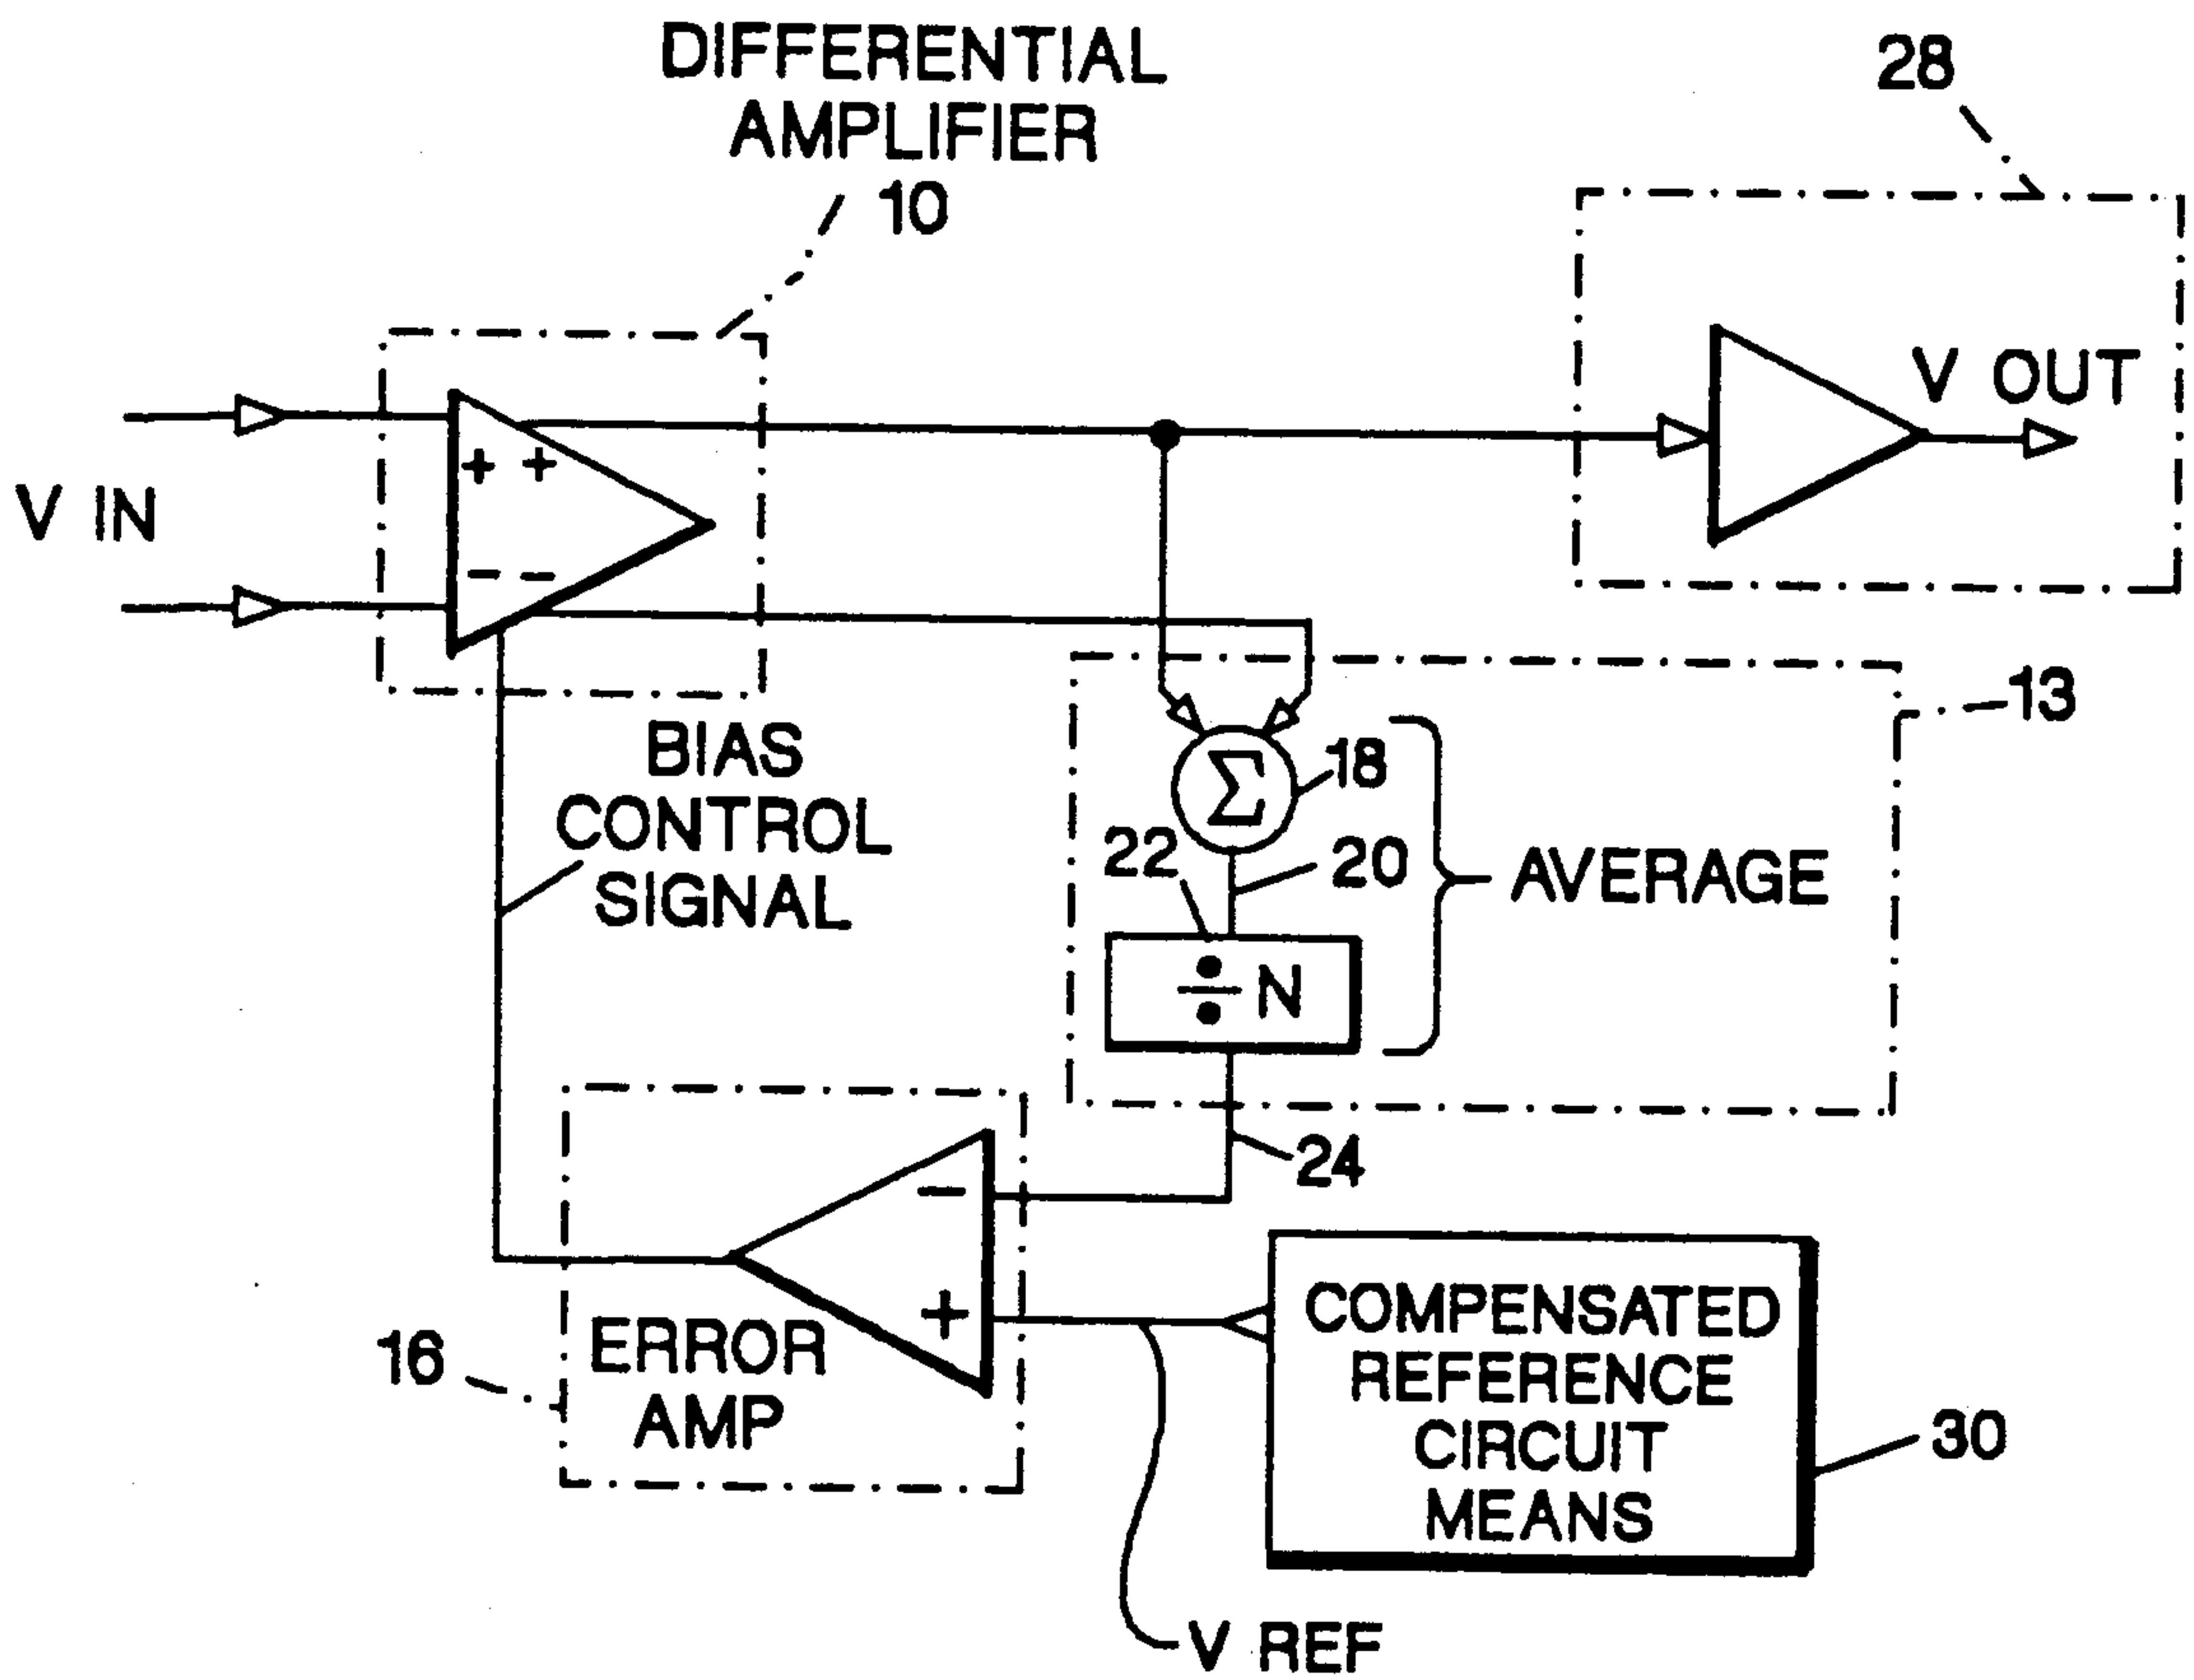 DIFFERENTIAL
AMPLIFIER
10
28
V IN
+ +
- -
V OUT
13
BIAS
CONTROL
SIGNAL
Σ
18
22
20
AVERAGE
÷ N
24
-
+
ERROR
AMP
16
COMPENSATED
REFERENCE
CIRCUIT
MEANS
30
V REF